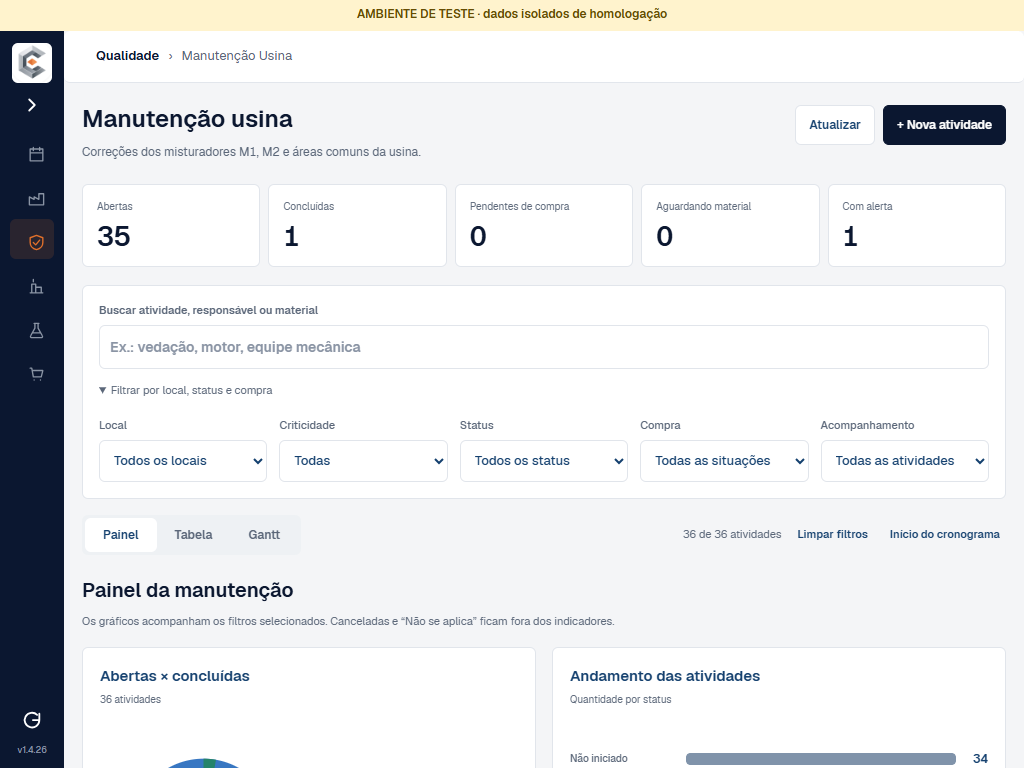 AMBIENTE DE TESTE · dados isolados de homologação
Qualidade › Manutenção Usina
Manutenção usina
Correções dos misturadores M1, M2 e áreas comuns da usina.
Atualizar
+ Nova atividade
Abertas
35
Concluídas
1
Pendentes de compra
0
Aguardando material
0
Com alerta
1
Buscar atividade, responsável ou material
Ex.: vedação, motor, equipe mecânica
▼ Filtrar por local, status e compra
Local
Todos os locais
Criticidade
Todas
Status
Todos os status
Compra
Todas as situações
Acompanhamento
Todas as atividades
Painel
Tabela
Gantt
36 de 36 atividades
Limpar filtros
Início do cronograma
Painel da manutenção
Os gráficos acompanham os filtros selecionados. Canceladas e “Não se aplica” ficam fora dos indicadores.
Abertas × concluídas
36 atividades
Andamento das atividades
Quantidade por status
Não iniciado
34
v1.4.26